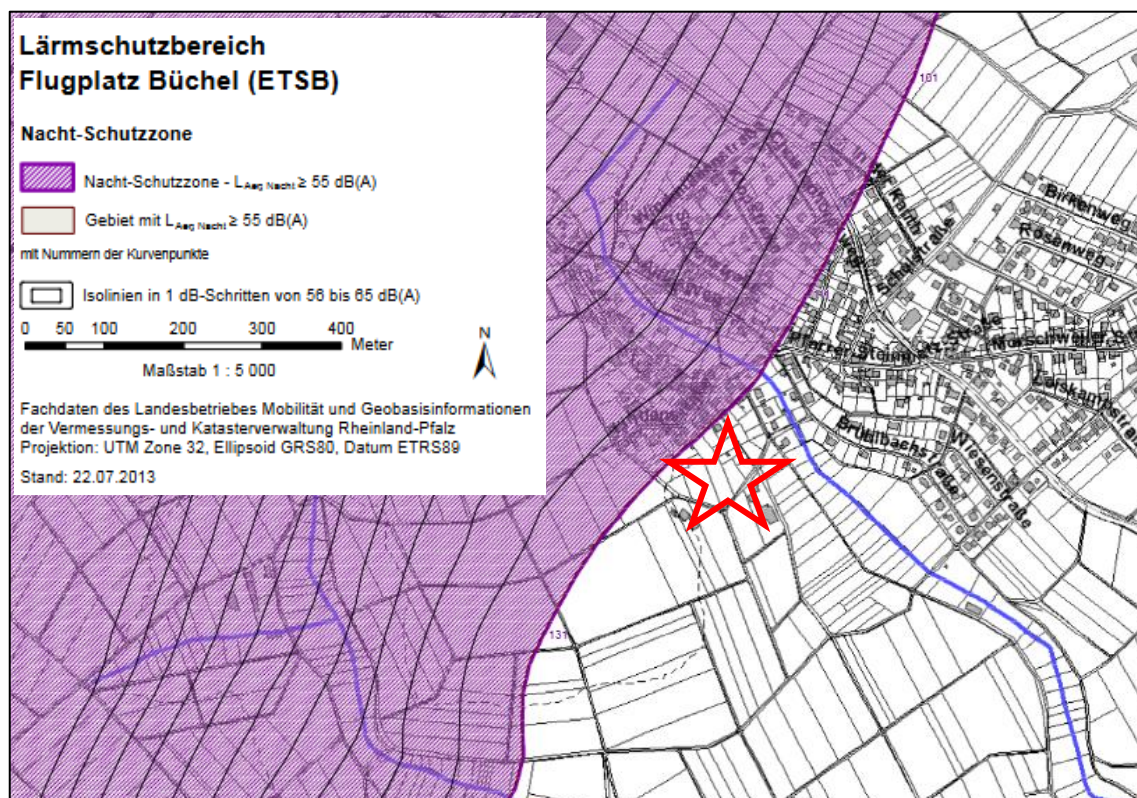 Lärmschutzbereich
Flugplatz Büchel (ETSB)
Nacht-Schutzzone
Nacht-Schutzzone - LAeq Nacht ≥ 55 dB(A)
Gebiet mit LAeq Nacht ≥ 55 dB(A)
mit Nummern der Kurvenpunkte
Isolinien in 1 dB-Schritten von 56 bis 65 dB(A)
0 50 100 200 300 400 Meter
N
Maßstab 1 : 5 000
Fachdaten des Landesbetriebes Mobilität und Geobasisinformationen
der Vermessungs- und Katasterverwaltung Rheinland-Pfalz
Projektion: UTM Zone 32, Ellipsoid GRS80, Datum ETRS89
Stand: 22.07.2013
101
Birkenweg
Rosenweg
Schulstraße
Brühlbachstraße
Wiesenstraße
131